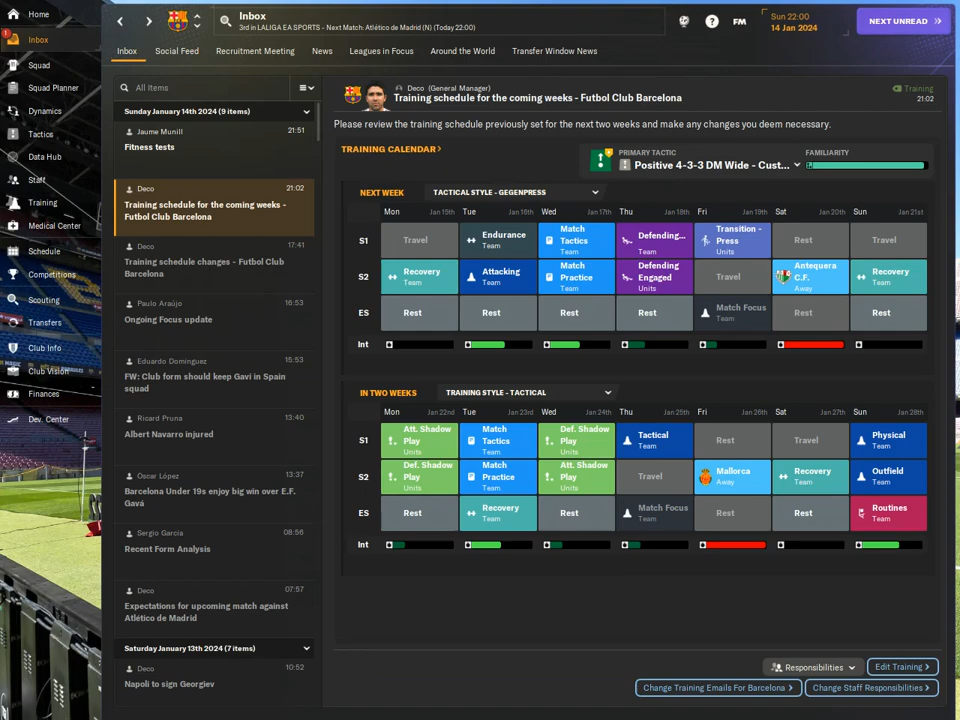 Home
Inbox
3rd in LALIGA EA SPORTS - Next Match: Atlético de Madrid (N) (Today 22:00)
?
FM
Sun 22:00
14 Jan 2024
NEXT UNREAD
1
Inbox
Squad
Squad Planner
Dynamics
Tactics
Data Hub
Staff
Training
Medical Center
Schedule
Competitions
Scouting
Transfers
Club Info
Club Vision
Finances
Dev. Center
Inbox
Social Feed
Recruitment Meeting
News
Leagues in Focus
Around the World
Transfer Window News
All Items
Sunday January 14th 2024 (9 items)
Jaume Munill
21:51
Fitness tests
Deco
21:02
Training schedule for the coming weeks -
Futbol Club Barcelona
Deco
17:41
Training schedule changes - Futbol Club
Barcelona
Paulo Araújo
16:53
Ongoing Focus update
Eduardo Domínguez
15:53
FW: Club form should keep Gavi in Spain
squad
Ricard Pruna
13:40
Albert Navarro injured
Oscar López
13:37
Barcelona Under 19s enjoy big win over E.F.
Gavá
Sergio Garcia
08:56
Recent Form Analysis
Deco
07:57
Expectations for upcoming match against
Atlético de Madrid
Saturday January 13th 2024 (7 items)
Deco
10:52
Napoli to sign Georgiev
Deco (General Manager)
Training schedule for the coming weeks - Futbol Club Barcelona
Training
21:02
Please review the training schedule previously set for the next two weeks and make any changes you deem necessary.
TRAINING CALENDAR
PRIMARY TACTIC
Positive 4-3-3 DM Wide - Cust...
FAMILIARITY
NEXT WEEK
TACTICAL STYLE - GEGENPRESS
Mon Jan 15th Tue Jan 16th Wed Jan 17th Thu Jan 18th Fri Jan 19th Sat Jan 20th Sun Jan 21st
S1
Travel
Endurance
Team
Match
Tactics
Team
Defending...
Team
Transition -
Press
Units
Rest
Travel
S2
Recovery
Team
Attacking
Team
Match
Practice
Team
Defending
Engaged
Units
Travel
Antequera
C.F.
Away
Recovery
Team
ES
Rest
Rest
Rest
Rest
Match Focus
Team
Rest
Rest
Int
IN TWO WEEKS
TRAINING STYLE - TACTICAL
Mon Jan 22nd Tue Jan 23rd Wed Jan 24th Thu Jan 25th Fri Jan 26th Sat Jan 27th Sun Jan 28th
S1
Att. Shadow
Play
Units
Match
Tactics
Team
Def. Shadow
Play
Units
Tactical
Team
Rest
Travel
Physical
Team
S2
Def. Shadow
Play
Units
Match
Practice
Team
Att. Shadow
Play
Units
Travel
Mallorca
Away
Recovery
Team
Outfield
Team
ES
Rest
Recovery
Team
Rest
Match Focus
Team
Rest
Rest
Routines
Team
Int
Responsibilities
Edit Training
Change Training Emails For Barcelona
Change Staff Responsibilities